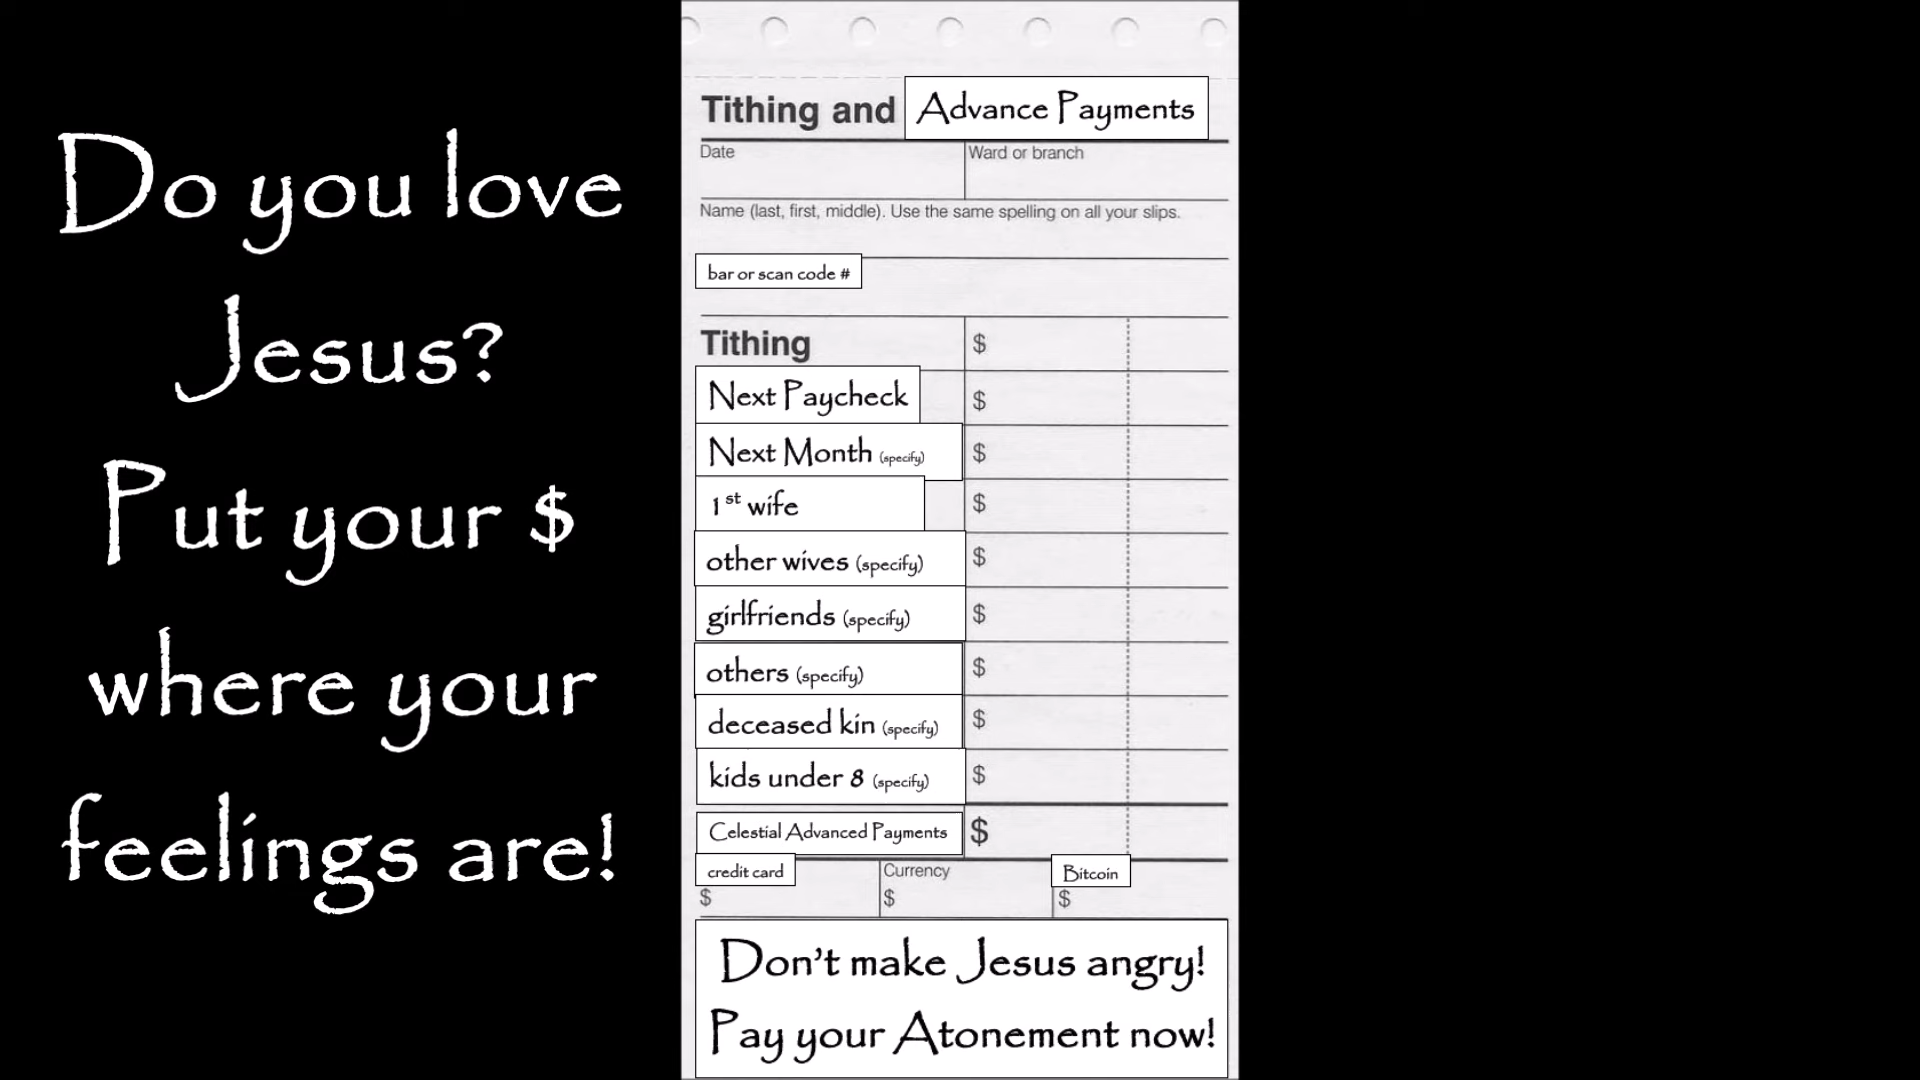 Do you love
Jesus?
Put your $
where your
feelings are!
Tithing and Advance Payments
Date Ward or branch
Name (last, first, middle). Use the same spelling on all your slips.
bar or scan code #
Tithing $
Next Paycheck $
Next Month (specify) $
1st wife $
other wives (specify) $
girlfriends (specify) $
others (specify) $
deceased kin (specify) $
kids under 8 (specify) $
Celestial Advanced Payments $
credit card Currency Bitcoin
$ $ $
Don't make Jesus angry!
Pay your Atonement now!